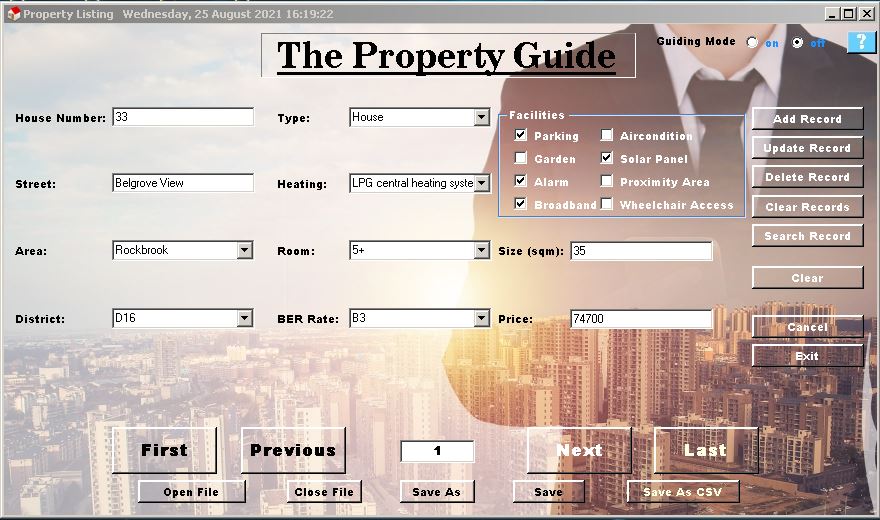 Property Listing   Wednesday, 25 August 2021 16:19:22
The Property Guide
Guiding Mode on off ?
House Number: 33
Type: House
Facilities
Parking Aircondition
Garden Solar Panel
Alarm Proximity Area
Broadband Wheelchair Access
Add Record
Update Record
Delete Record
Clear Records
Search Record
Street: Belgrove View
Heating: LPG central heating syste
Area: Rockbrook
Room: 5+
Size (sqm): 35
Clear
District: D16
BER Rate: B3
Price: 74700
Cancel
Exit
First Previous 1 Next Last
Open File Close File Save As Save Save As CSV